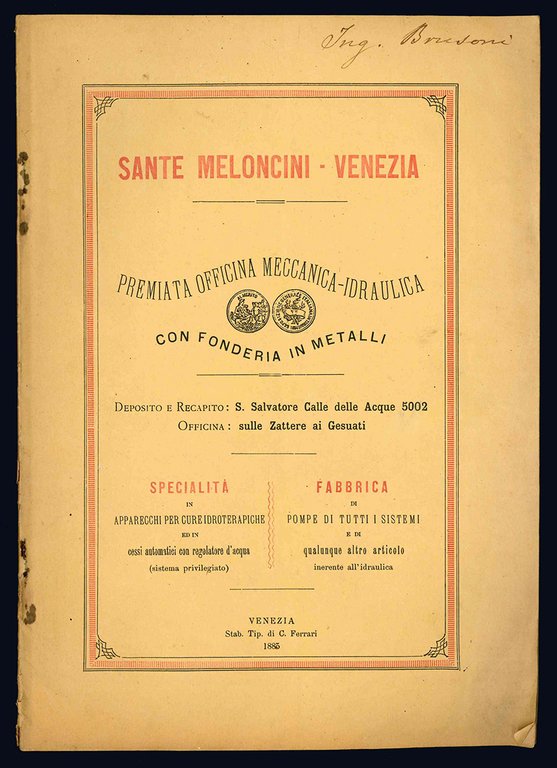 Ing. Brusoni
SANTE MELONCINI - VENEZIA
PREMIATA OFFICINA MECCANICA-IDRAULICA
CON FONDERIA IN METALLI
DEPOSITO E RECAPITO: S. Salvatore Calle delle Acque 5002
OFFICINA: sulle Zattere ai Gesuati
SPECIALITÀ
IN
APPARECCHI PER CURE IDROTERAPICHE
ED IN
cessi automatici con regolatore d'acqua
(sistema privilegiato)
FABBRICA
DI
POMPE DI TUTTI I SISTEMI
E DI
qualunque altro articolo
inerente all'idraulica
VENEZIA
Stab. Tip. di C. Ferrari
1885